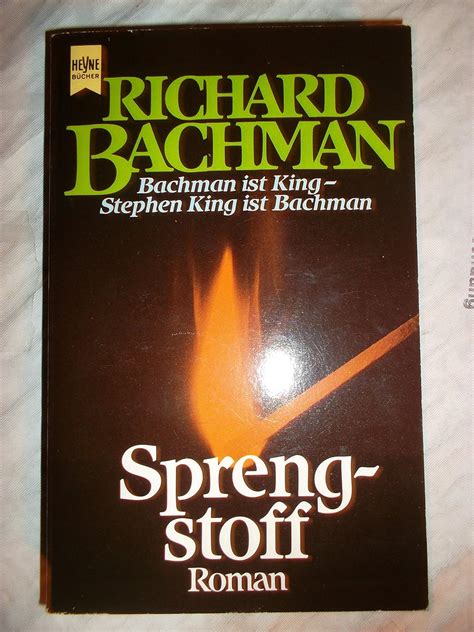 HEYNE
BÜCHER
RICHARD
BACHMAN
Bachman ist King –
Stephen King ist Bachman
Spreng-
stoff
Roman